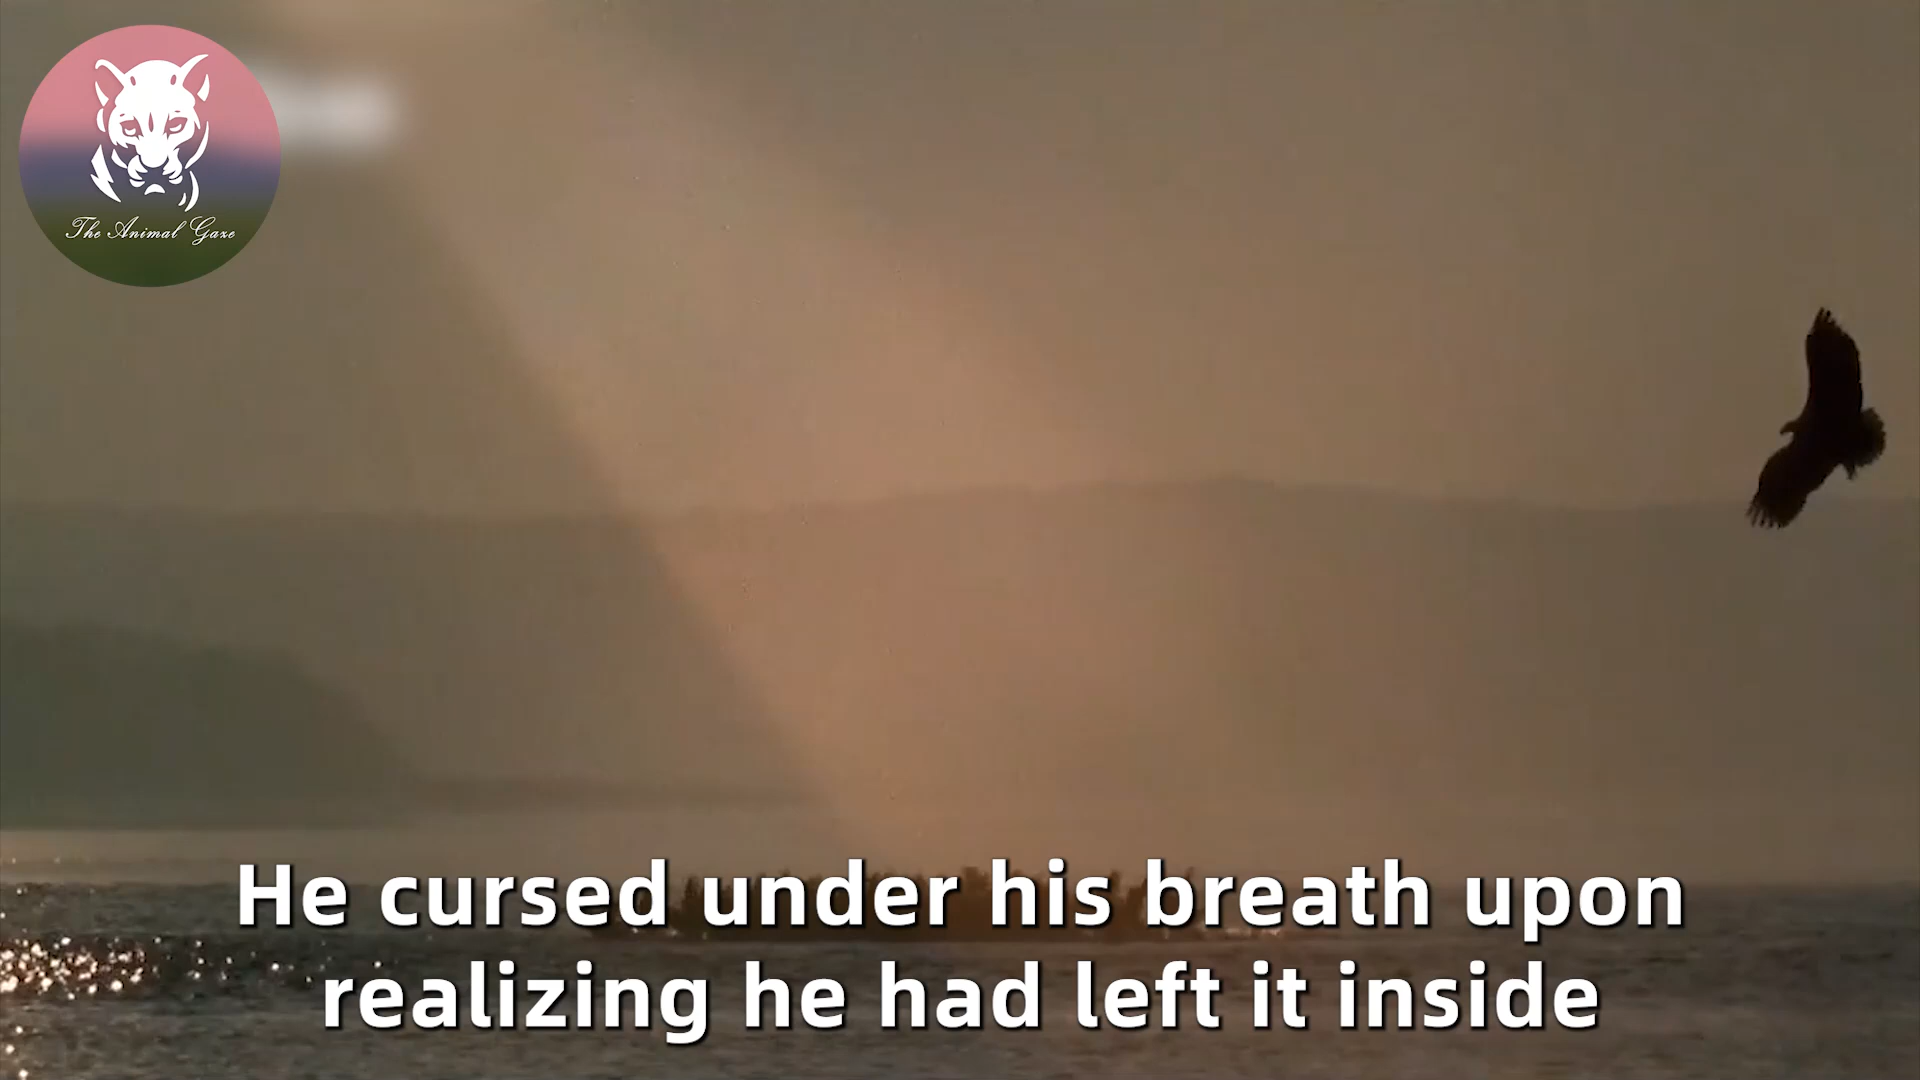 The Animal Gaze
He cursed under his breath upon
realizing he had left it inside